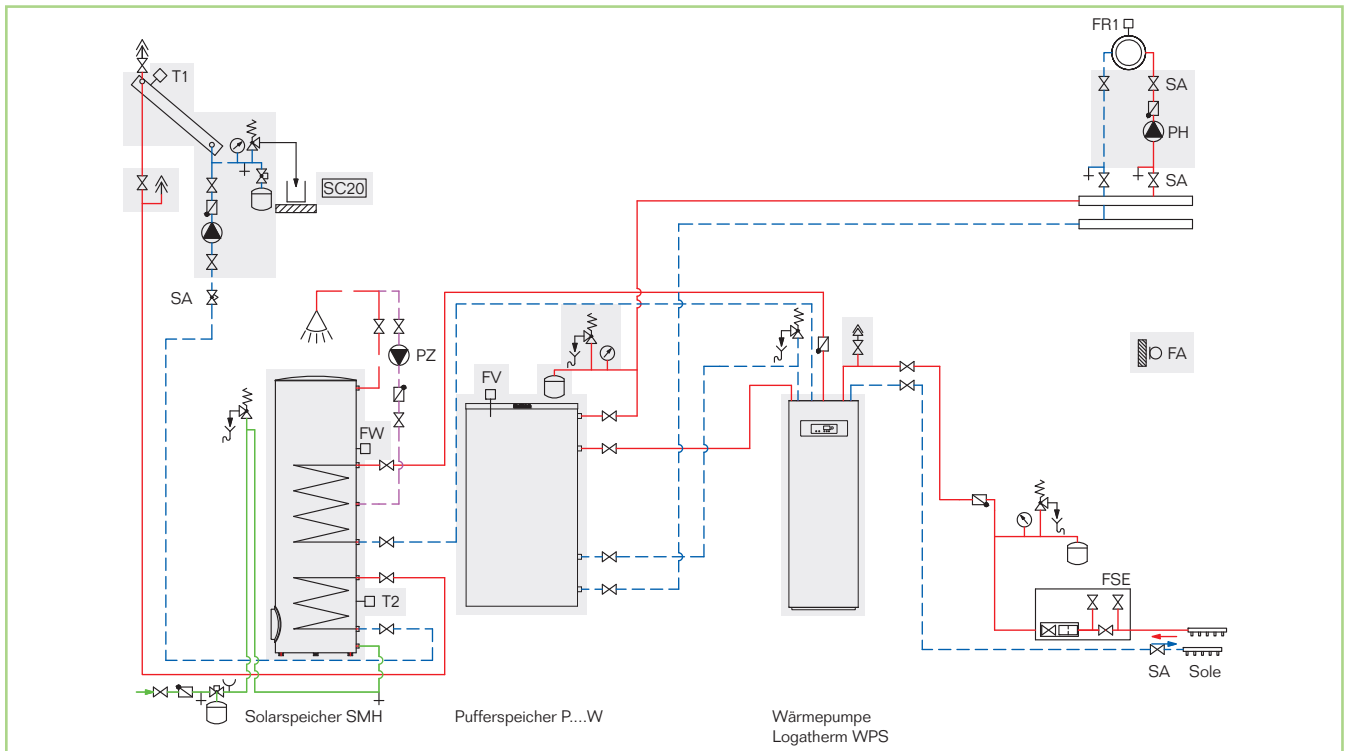 FR1
T1
SA
PH
SC20
SA
SA
PZ
FA
FV
FW
FSE
T2
SA
Sole
Solarspeicher SMH
Pufferspeicher P....W
Wärmepumpe
Logatherm WPS